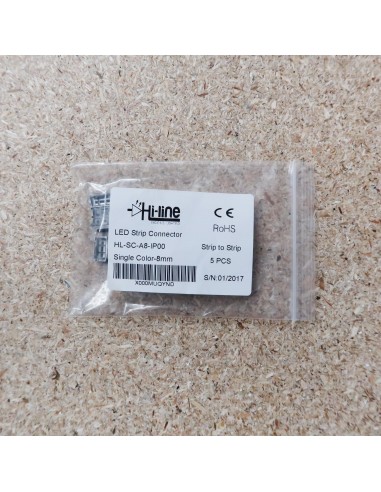 Hi-line
CE
RoHS
LED Strip Connector
HL-SC-A8-IP00
Strip to Strip
Single Color-8mm
5 PCS
S/N:01/2017
X000MUQYND